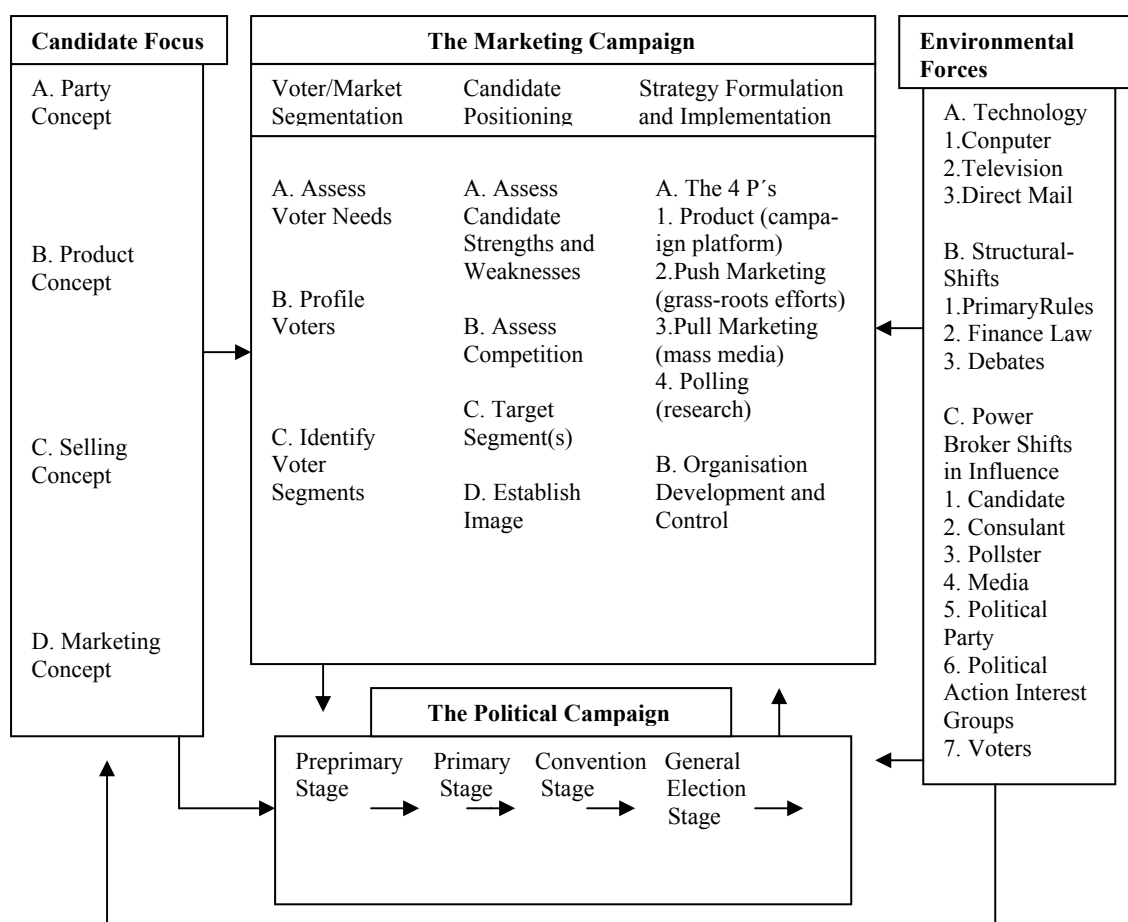 Candidate Focus
A. Party
Concept
B. Product
Concept
C. Selling
Concept
D. Marketing
Concept
The Marketing Campaign
Voter/Market
Segmentation
A. Assess
Voter Needs
B. Profile
Voters
C. Identify
Voter
Segments
Candidate
Positioning
A. Assess
Candidate
Strengths and
Weaknesses
B. Assess
Competition
C. Target
Segment(s)
D. Establish
Image
Strategy Formulation
and Implementation
A. The 4 P´s
1. Product (campa-
ign platform)
2.Push Marketing
(grass-roots efforts)
3.Pull Marketing
(mass media)
4. Polling
(research)
B. Organisation
Development and
Control
Environmental
Forces
A. Technology
1.Conputer
2.Television
3.Direct Mail
B. Structural-
Shifts
1.PrimaryRules
2. Finance Law
3. Debates
C. Power
Broker Shifts
in Influence
1. Candidate
2. Consulant
3. Pollster
4. Media
5. Political
Party
6. Political
Action Interest
Groups
7. Voters
The Political Campaign
Preprimary
Stage
Primary
Stage
Convention
Stage
General
Election
Stage